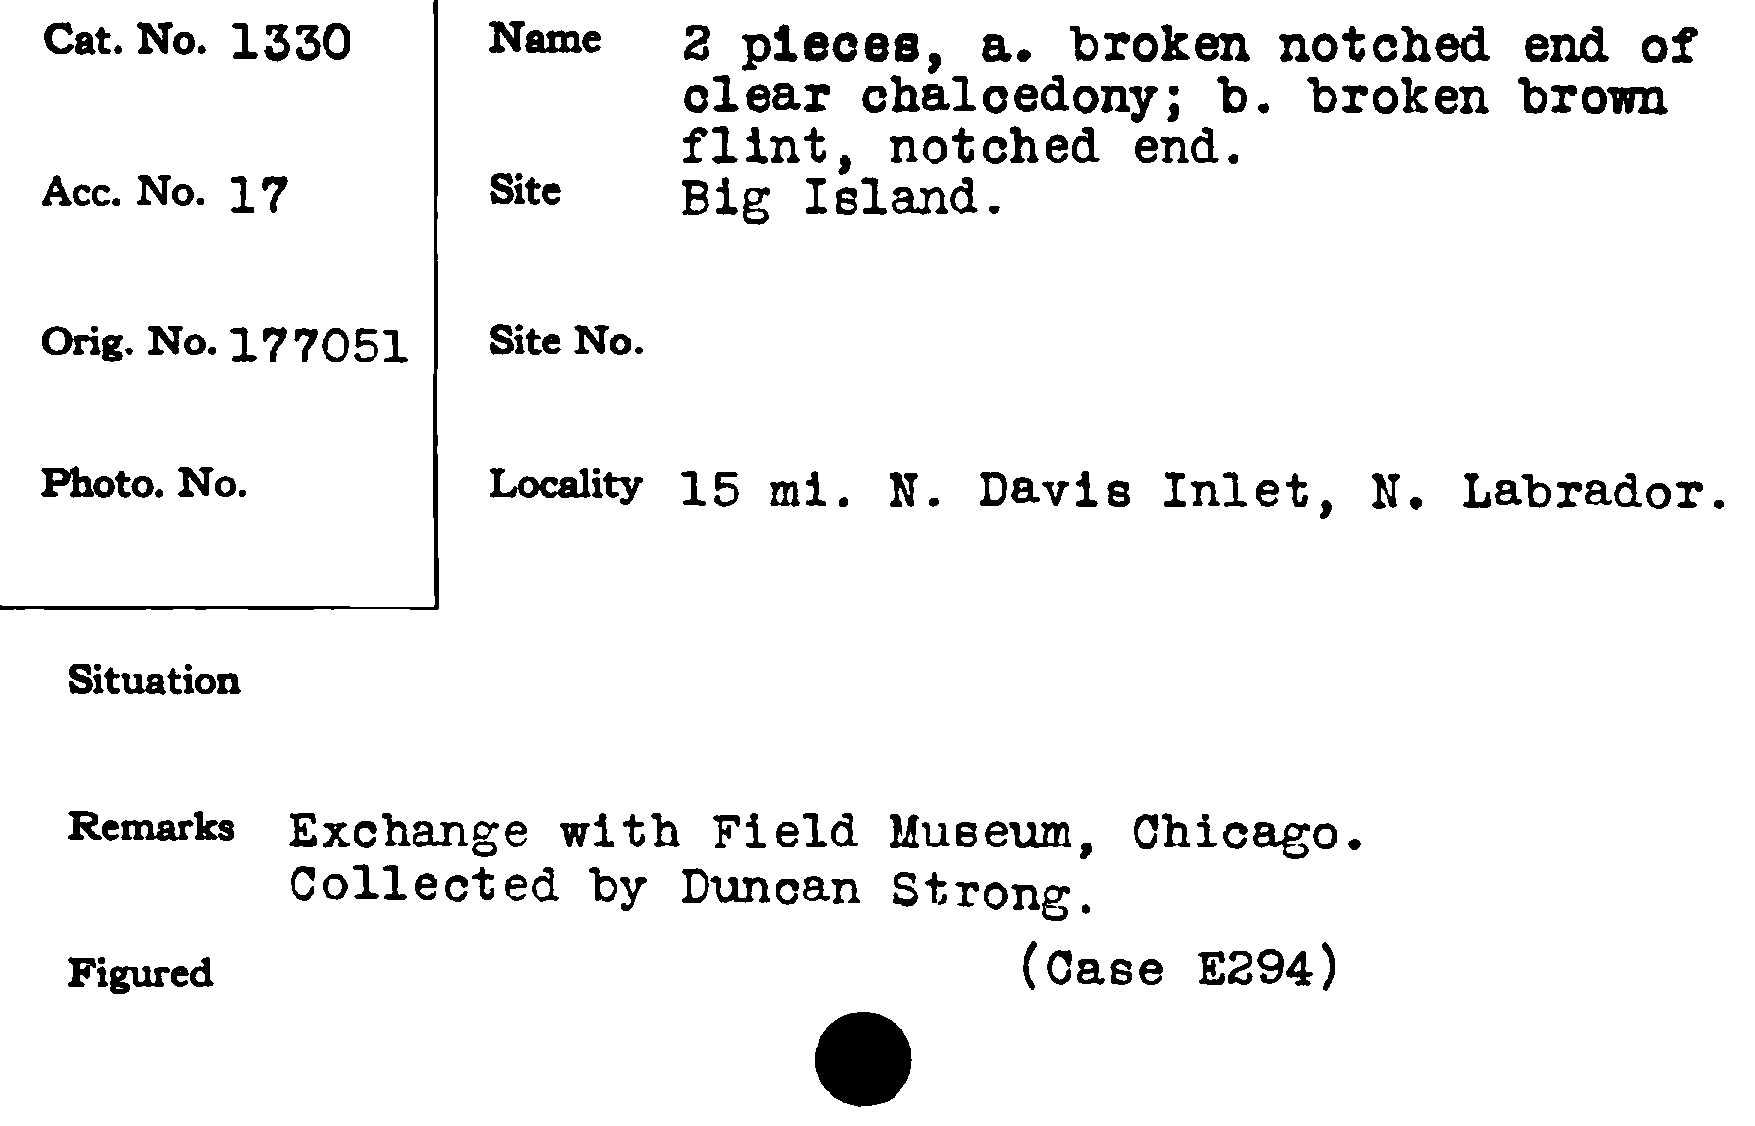 Cat. No. 1330
Name 2 pieces, a. broken notched end of
clear chalcedony; b. broken brown
flint, notched end.
Acc. No. 17
Site Big Island.
Orig. No. 177051
Site No.
Photo. No.
Locality 15 mi. N. Davis Inlet, N. Labrador.
Situation
Remarks Exchange with Field Museum, Chicago.
Collected by Duncan Strong.
Figured
(Case E294)